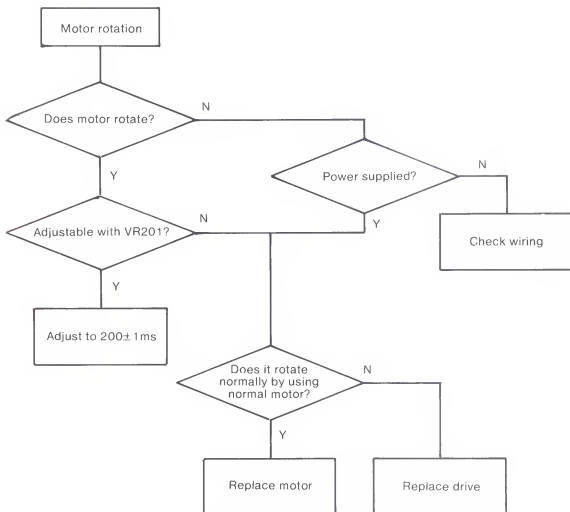 Motor rotation
Does motor rotate?
N
Y
Power supplied?
N
Y
Check wiring
Adjustable with VR201?
N
Y
Adjust to 200± 1ms
Does it rotate
normally by using
normal motor?
N
Y
Replace motor
Replace drive